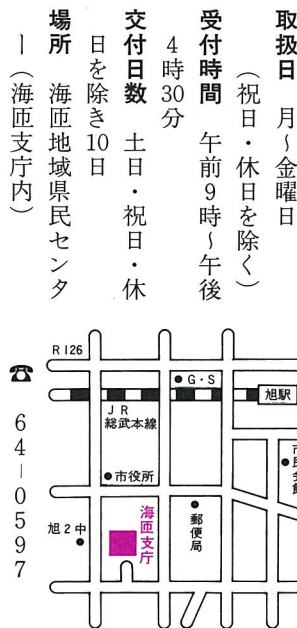 取扱日　月〜金曜日
（祝日・休日を除く）
受付時間　午前9時〜午後
4時30分
交付日数　土日・祝日・休
日を除き10日
場所　海匝地域県民センタ
ー（海匝支庁内）
☎64－0597
R126
G・S
旭駅
JR
総武本線
市役所
市民会館
旭2中
海匝支庁
郵便局